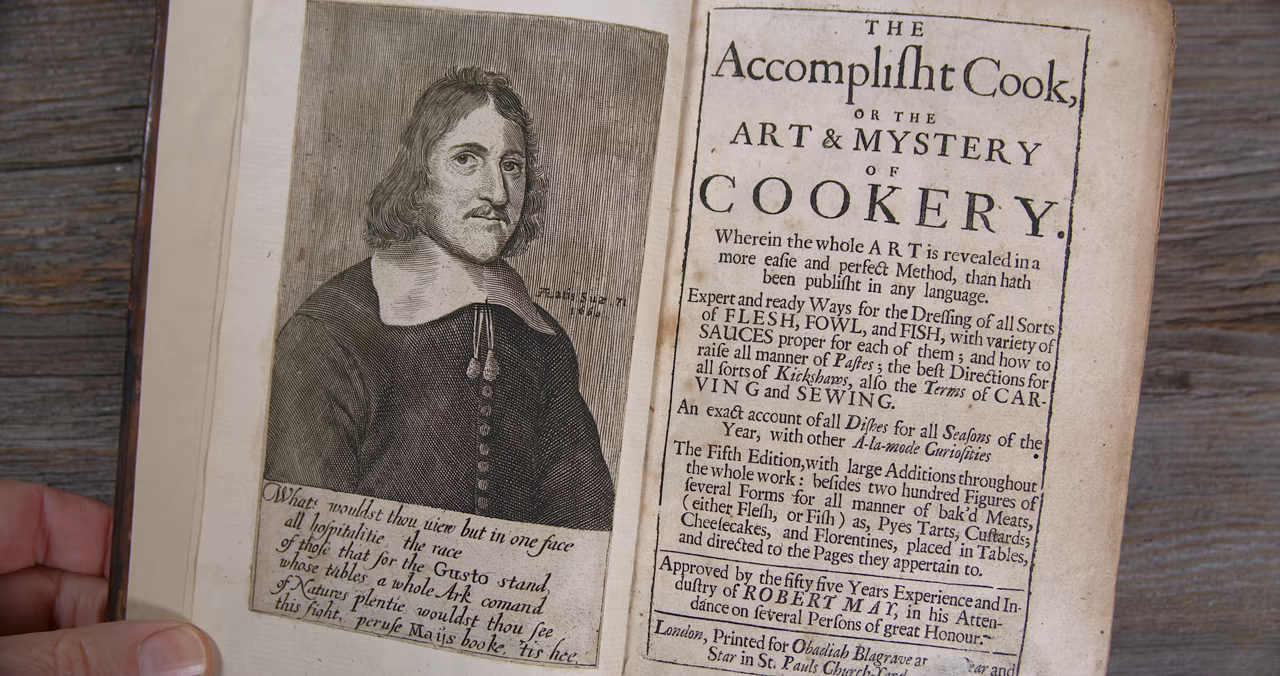 Ætatis Suæ 71
1660
Whats wouldst thou view but in one face
all hospitalitie, the race
of those that for the Gusto stand,
whose tables a whole Ark comand
of Natures plentie wouldst thou see
this sight, peruse Maijs booke, 'tis hee.
THE
Accomplisht Cook,
OR THE
ART & MYSTERY
OF
COOKERY.
Wherein the whole ART is revealed in a
more easie and perfect Method, than hath
been publisht in any language.
Expert and ready Ways for the Dressing of all Sorts
of FLESH, FOWL, and FISH, with variety of
SAUCES proper for each of them; and how to
raise all manner of Pastes; the best Directions for
all sorts of Kickshaws, also the Terms of CAR-
VING and SEWING.
An exact account of all Dishes for all Seasons of the
Year, with other A-la-mode Curiosities
The Fifth Edition, with large Additions throughout
the whole work: besides two hundred Figures of
several Forms for all manner of bak'd Meats,
(either Flesh, or Fish) as, Pyes Tarts, Custards;
Cheesecakes, and Florentines, placed in Tables,
and directed to the Pages they appertain to.
Approved by the fifty five Years Experience and In-
dustry of ROBERT MAY, in his Atten-
dance on several Persons of great Honour.
London, Printed for Obadiah Blagrave at and
Star in St. Pauls Church-Yard